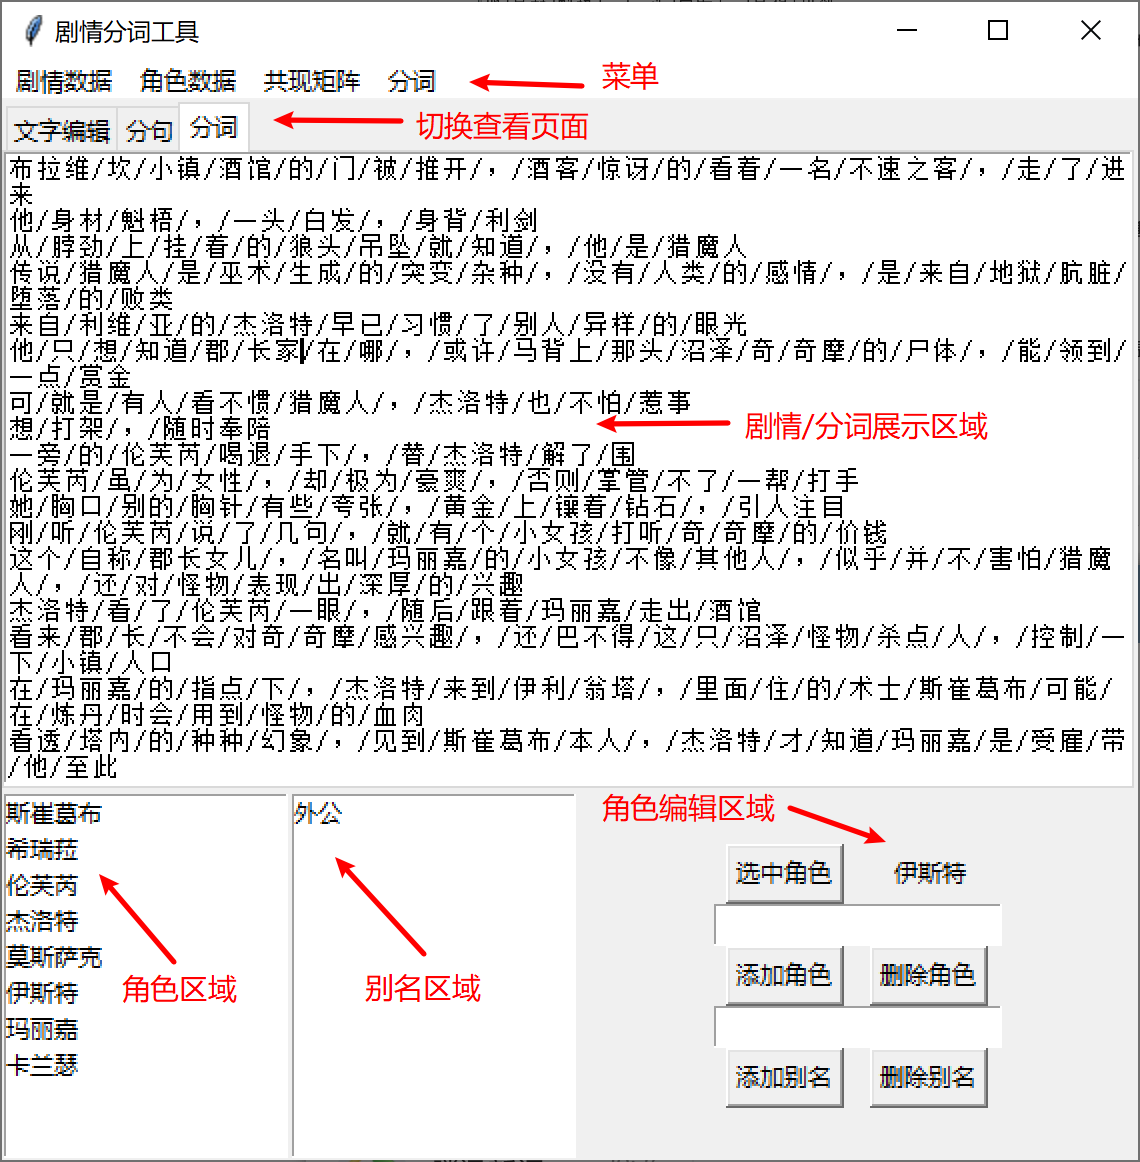 剧情分词工具
剧情数据 角色数据 共现矩阵 分词 菜单
文字编辑 分句 分词 切换查看页面
布拉维/坎/小镇/酒馆/的/门/被/推开/，/酒客/惊讶/的/看着/一名/不速之客/，/走/了/进
来
他/身材/魁梧/，/一头/白发/，/身背/利剑
从/脖劲/上/挂/着/的/狼头/吊坠/就/知道/，/他/是/猎魔人
传说/猎魔人/是/巫术/生成/的/突变/杂种/，/没有/人类/的/感情/，/是/来自/地狱/肮脏/
堕落/的/败类
来自/利维/亚/的/杰洛特/早已/习惯/了/别人/异样/的/眼光
他/只/想/知道/郡/长家/在/哪/，/或许/马背上/那头/沼泽/奇/奇摩/的/尸体/，/能/领到/
一点/赏金
可/就是/有人/看不惯/猎魔人/，/杰洛特/也/不怕/惹事
想/打架/，/随时奉陪
剧情/分词展示区域
一旁/的/伦芙芮/喝退/手下/，/替/杰洛特/解了/围
伦芙芮/虽/为/女性/，/却/极为/豪爽/，/否则/掌管/不了/一帮/打手
她/胸口/别的/胸针/有些/夸张/，/黄金/上/镶着/钻石/，/引人注目
刚/听/伦芙芮/说/了/几句/，/就/有/个/小女孩/打听/奇/奇摩/的/价钱
这个/自称/郡长女儿/，/名叫/玛丽嘉/的/小女孩/不像/其他人/，/似乎/并/不/害怕/猎魔
人/，/还/对/怪物/表现/出/深厚/的/兴趣
杰洛特/看/了/伦芙芮/一眼/，/随后/跟着/玛丽嘉/走出/酒馆
看来/郡/长/不会/对奇/奇摩/感兴趣/，/还/巴不得/这/只/沼泽/怪物/杀点/人/，/控制/一
下/小镇/人口
在/玛丽嘉/的/指点/下/，/杰洛特/来到/伊利/翁塔/，/里面/住/的/术士/斯崔葛布/可能/
在/炼丹/时会/用到/怪物/的/血肉
看透/塔内/的/种种/幻象/，/见到/斯崔葛布/本人/，/杰洛特/才/知道/玛丽嘉/是/受雇/带
/他/至此
斯崔葛布
希瑞菈
伦芙芮
杰洛特
莫斯萨克
伊斯特
玛丽嘉
卡兰瑟
角色区域
外公
别名区域
角色编辑区域
选中角色 伊斯特
添加角色 删除角色
添加别名 删除别名